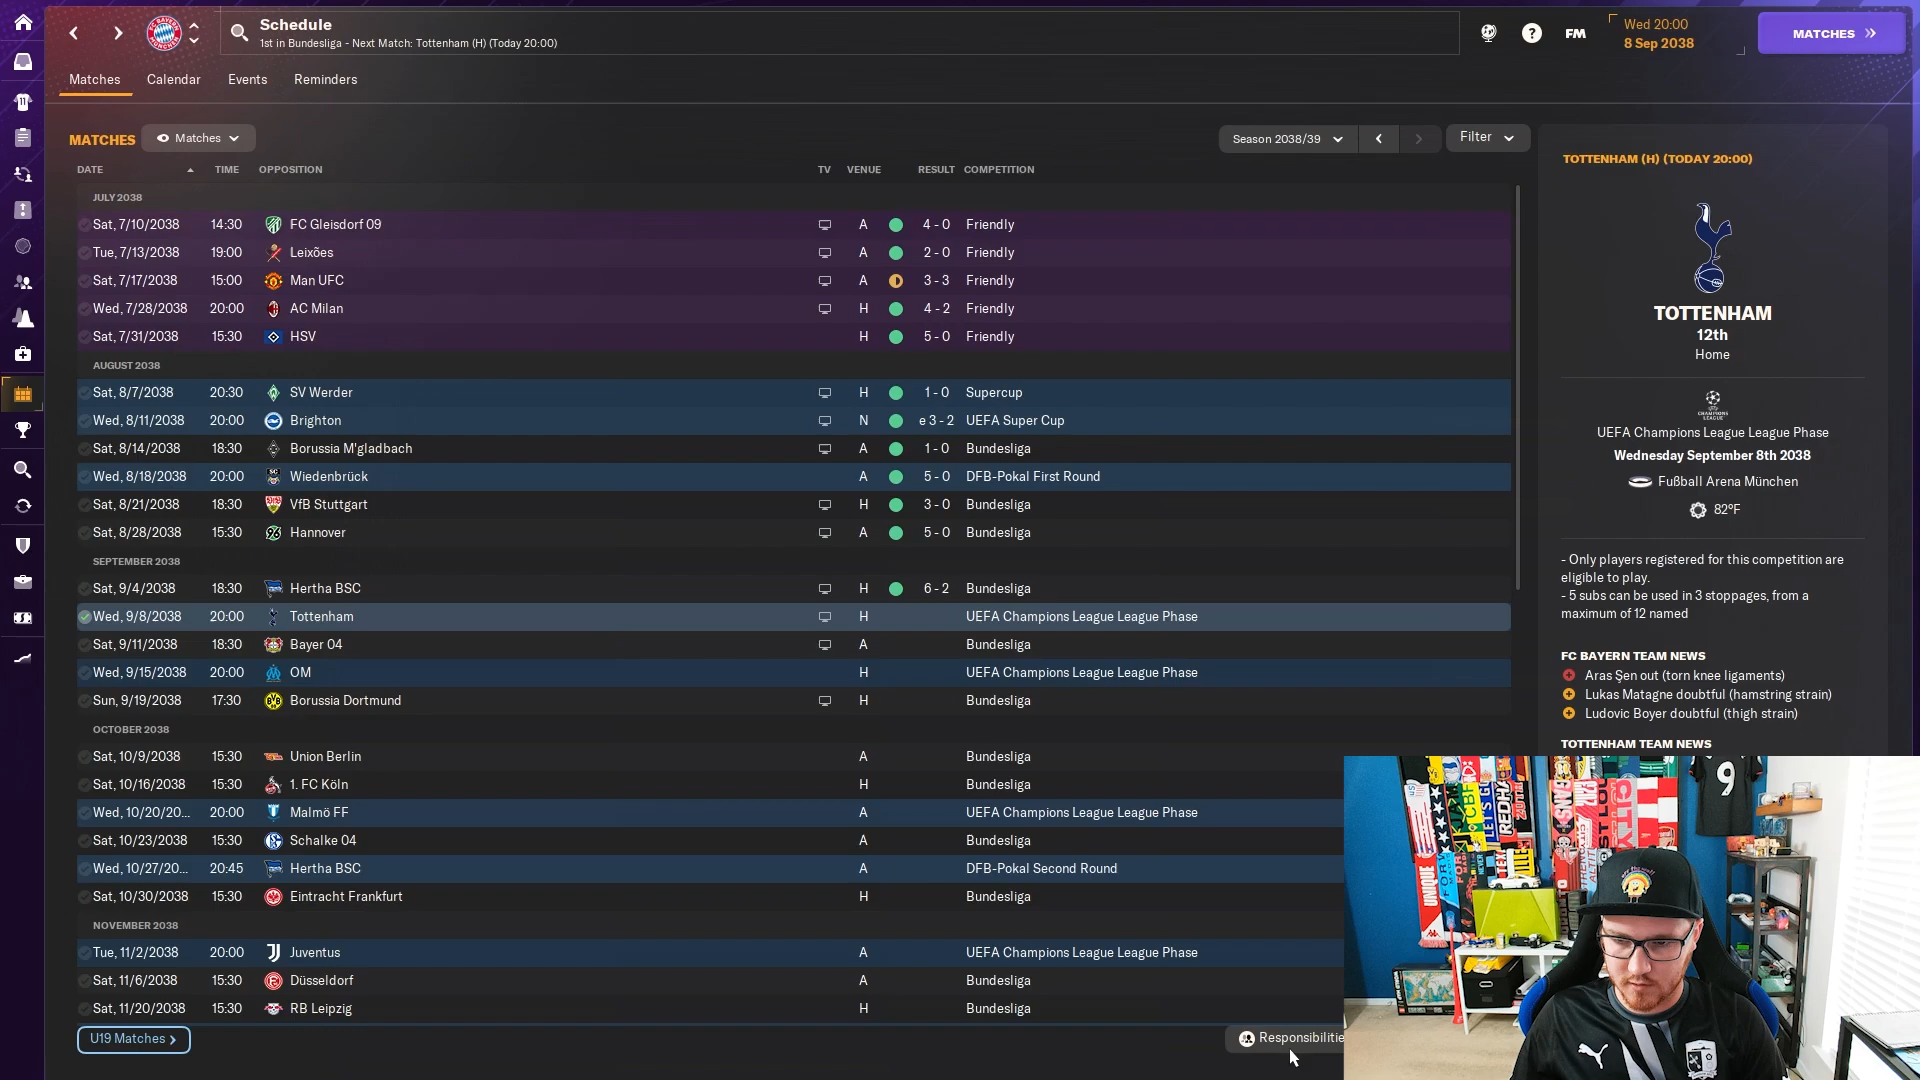 Schedule
1st in Bundesliga - Next Match: Tottenham (H) (Today 20:00)
FM
Wed 20:00
8 Sep 2038
MATCHES
Matches Calendar Events Reminders
MATCHES Matches
Season 2038/39
Filter
DATE TIME OPPOSITION TV VENUE RESULT COMPETITION
JULY 2038
Sat, 7/10/2038 14:30 FC Gleisdorf 09 A 4 - 0 Friendly
Tue, 7/13/2038 19:00 Leixões A 2 - 0 Friendly
Sat, 7/17/2038 15:00 Man UFC A 3 - 3 Friendly
Wed, 7/28/2038 20:00 AC Milan H 4 - 2 Friendly
Sat, 7/31/2038 15:30 HSV H 5 - 0 Friendly
AUGUST 2038
Sat, 8/7/2038 20:30 SV Werder H 1 - 0 Supercup
Wed, 8/11/2038 20:00 Brighton N e 3 - 2 UEFA Super Cup
Sat, 8/14/2038 18:30 Borussia M'gladbach A 1 - 0 Bundesliga
Wed, 8/18/2038 20:00 Wiedenbrück A 5 - 0 DFB-Pokal First Round
Sat, 8/21/2038 18:30 VfB Stuttgart H 3 - 0 Bundesliga
Sat, 8/28/2038 15:30 Hannover A 5 - 0 Bundesliga
SEPTEMBER 2038
Sat, 9/4/2038 18:30 Hertha BSC H 6 - 2 Bundesliga
Wed, 9/8/2038 20:00 Tottenham H UEFA Champions League League Phase
Sat, 9/11/2038 18:30 Bayer 04 A Bundesliga
Wed, 9/15/2038 20:00 OM H UEFA Champions League League Phase
Sun, 9/19/2038 17:30 Borussia Dortmund H Bundesliga
OCTOBER 2038
Sat, 10/9/2038 15:30 Union Berlin A Bundesliga
Sat, 10/16/2038 15:30 1. FC Köln H Bundesliga
Wed, 10/20/20... 20:00 Malmö FF A UEFA Champions League League Phase
Sat, 10/23/2038 15:30 Schalke 04 A Bundesliga
Wed, 10/27/20... 20:45 Hertha BSC A DFB-Pokal Second Round
Sat, 10/30/2038 15:30 Eintracht Frankfurt H Bundesliga
NOVEMBER 2038
Tue, 11/2/2038 20:00 Juventus A UEFA Champions League League Phase
Sat, 11/6/2038 15:30 Düsseldorf A Bundesliga
Sat, 11/20/2038 15:30 RB Leipzig H Bundesliga
U19 Matches
Responsibilitie
TOTTENHAM (H) (TODAY 20:00)
TOTTENHAM
12th
Home
UEFA Champions League League Phase
Wednesday September 8th 2038
Fußball Arena München
82°F
- Only players registered for this competition are
eligible to play.
- 5 subs can be used in 3 stoppages, from a
maximum of 12 named
FC BAYERN TEAM NEWS
Aras Şen out (torn knee ligaments)
Lukas Matagne doubtful (hamstring strain)
Ludovic Boyer doubtful (thigh strain)
TOTTENHAM TEAM NEWS
9
CBF
UNIQUE
CITY